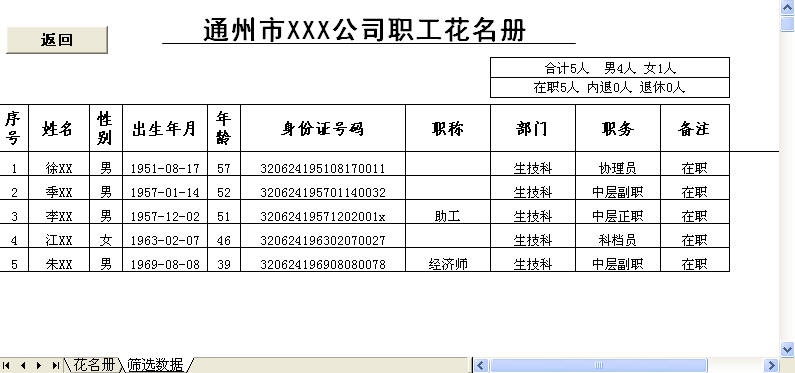 通州市XXX公司职工花名册
返回
合计5人 男4人 女1人
在职5人 内退0人 退休0人
序号 姓名 性别 出生年月 年龄 身份证号码 职称 部门 职务 备注
1 徐XX 男 1951-08-17 57 320624195108170011 生技科 协理员 在职
2 季XX 男 1957-01-14 52 320624195701140032 生技科 中层副职 在职
3 李XX 男 1957-12-02 51 32062419571202001x 助工 生技科 中层正职 在职
4 江XX 女 1963-02-07 46 320624196302070027 生技科 科档员 在职
5 朱XX 男 1969-08-08 39 320624196908080078 经济师 生技科 中层副职 在职
花名册 筛选数据